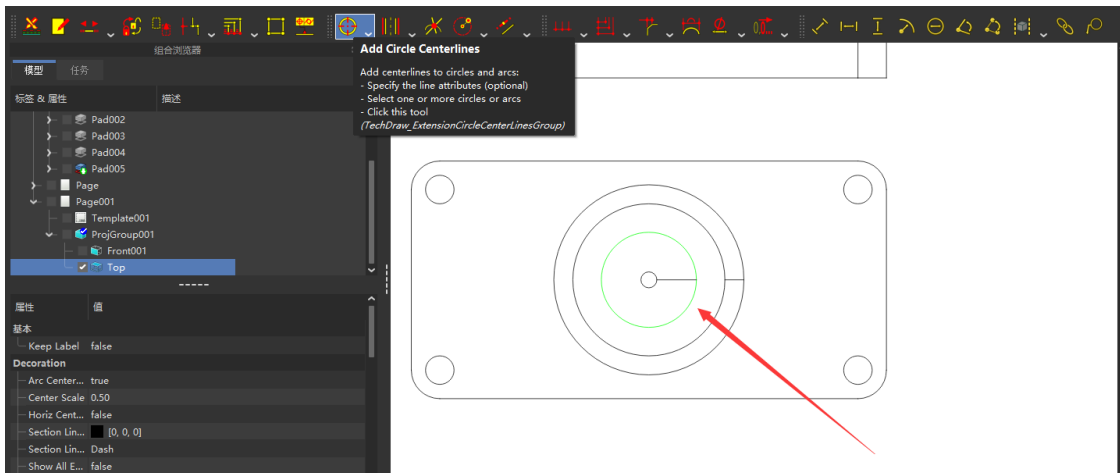 组合浏览器
模型 任务
标签 & 属性 描述
Pad002
Pad003
Pad004
Pad005
Page
Page001
Template001
ProjGroup001
Front001
Top
属性 值
基本
Keep Label false
Decoration
Arc Center... true
Center Scale 0.50
Horiz Cent... false
Section Lin... [0, 0, 0]
Section Lin... Dash
Show All E... false
Add Circle Centerlines
Add centerlines to circles and arcs:
- Specify the line attributes (optional)
- Select one or more circles or arcs
- Click this tool
(TechDraw_ExtensionCircleCenterLinesGroup)